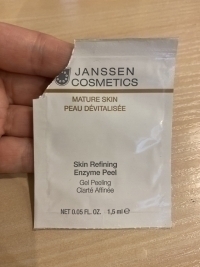 JANSSEN
COSMETICS
MATURE SKIN
PEAU DÉVITALISÉE
Skin Refining
Enzyme Peel
Gel Peeling
Clarté Affinée
NET 0.05 FL. OZ. 1,5 ml ℮